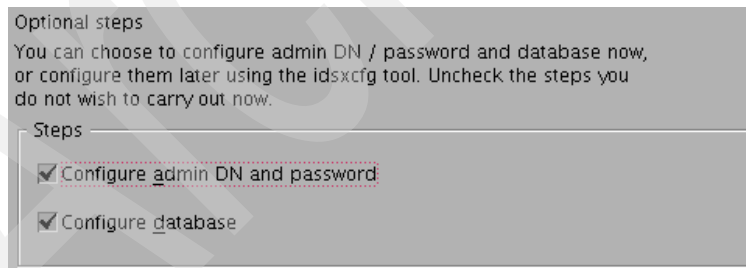 Optional steps
You can choose to configure admin DN / password and database now,
or configure them later using the idsxcfg tool. Uncheck the steps you
do not wish to carry out now.
Steps
Configure admin DN and password
Configure database